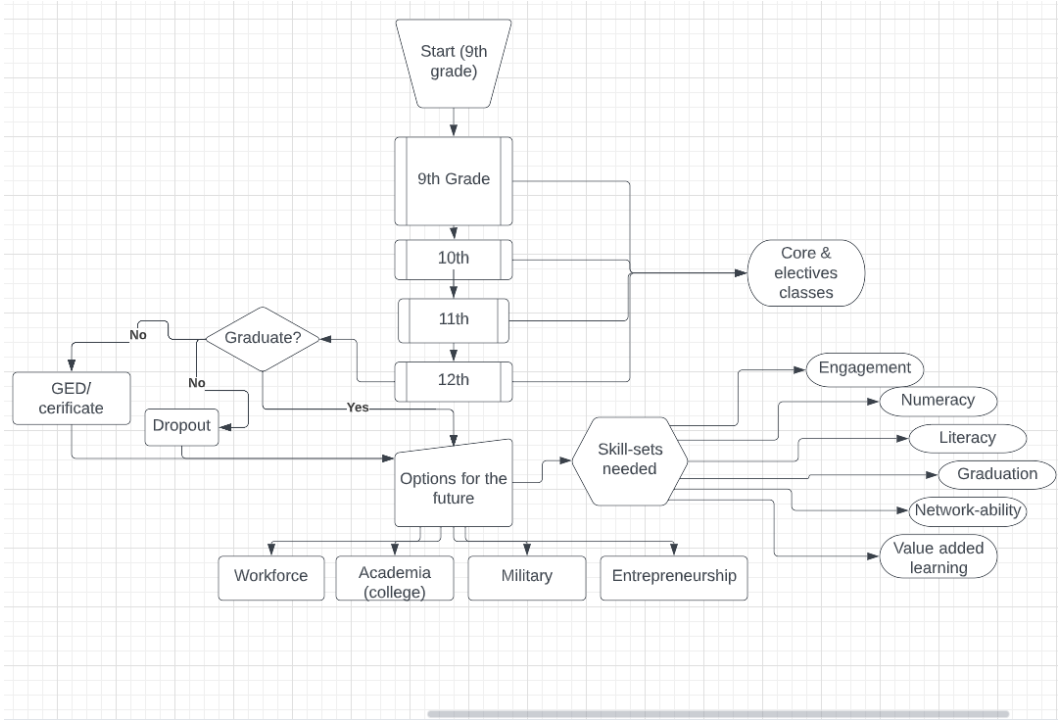 Start (9th
grade)
9th Grade
10th
Core &
electives
classes
11th
No
Graduate?
12th
Engagement
No
GED/
cerificate
Numeracy
Yes
Dropout
Literacy
Skill-sets
needed
Options for the
future
Graduation
Network-ability
Value added
learning
Workforce
Academia
(college)
Military
Entrepreneurship